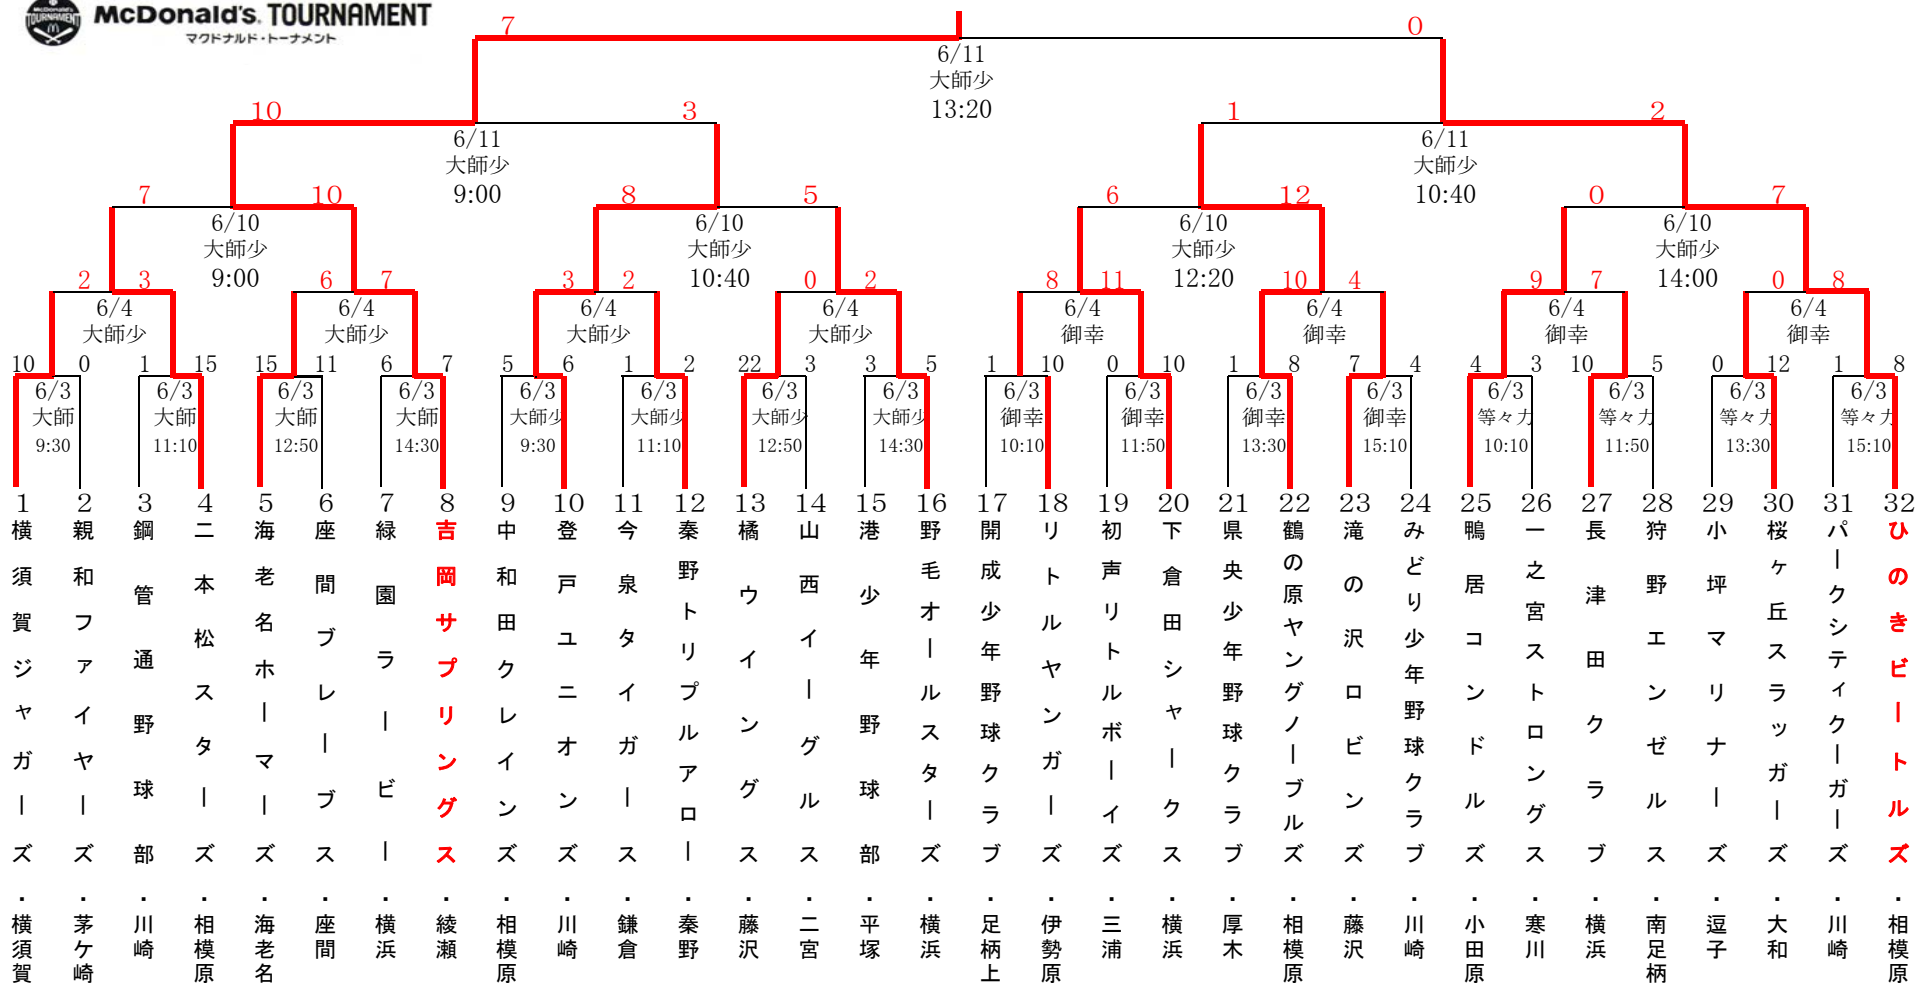 McDonald's TOURNAMENT
McDonald's. TOURNAMENT
マクドナルド・トーナメント
7 0
6/11
大師少
13:20
10 3 1 2
6/11 6/11
大師少 大師少
9:00 10:40
7 10 8 5 6 12 0 7
6/10 6/10 6/10 6/10
大師少 大師少 大師少 大師少
9:00 10:40 12:20 14:00
2 3 6 7 3 2 0 2 8 11 10 4 9 7 0 8
6/4 6/4 6/4 6/4 6/4 6/4 6/4 6/4
大師少 大師少 大師少 大師少 御幸 御幸 御幸 御幸
10 0 1 15 15 11 6 7 5 6 1 2 22 3 3 5 1 10 0 10 1 8 7 4 4 3 10 5 0 12 1 8
6/3 6/3 6/3 6/3 6/3 6/3 6/3 6/3 6/3 6/3 6/3 6/3 6/3 6/3 6/3 6/3
大師 大師 大師 大師 大師少 大師少 大師少 大師少 御幸 御幸 御幸 御幸 等々力 等々力 等々力 等々力
9:30 11:10 12:50 14:30 9:30 11:10 12:50 14:30 10:10 11:50 13:30 15:10 10:10 11:50 13:30 15:10
1 2 3 4 5 6 7 8 9 10 11 12 13 14 15 16 17 18 19 20 21 22 23 24 25 26 27 28 29 30 31 32
横須賀ジャガーズ・横須賀
親和ファイヤーズ・茅ケ崎
鋼管通野球部・川崎
二本松スターズ・相模原
海老名ホーマーズ・海老名
座間ブレーブス・座間
緑園ラービー・横浜
吉岡サプリングス・綾瀬
中和田クレインズ・相模原
登戸ユニオンズ・川崎
今泉タイガース・鎌倉
秦野トリプルアロー・秦野
橘ウイングス・藤沢
山西イーグルス・二宮
港少年野球部・平塚
野毛オールスターズ・横浜
開成少年野球クラブ・足柄上
リトルヤンガーズ・伊勢原
初声リトルボーイズ・三浦
下倉田シャークス・横浜
県央少年野球クラブ・厚木
鶴の原ヤングノーブルズ・相模原
滝の沢ロビンズ・藤沢
みどり少年野球クラブ・川崎
鴨居コンドルズ・小田原
一之宮ストロングス・寒川
長津田クラブ・横浜
狩野エンゼルス・南足柄
小坪マリナーズ・逗子
桜ヶ丘スラッガーズ・大和
パークシティクーガーズ・川崎
ひのきビートルズ・相模原